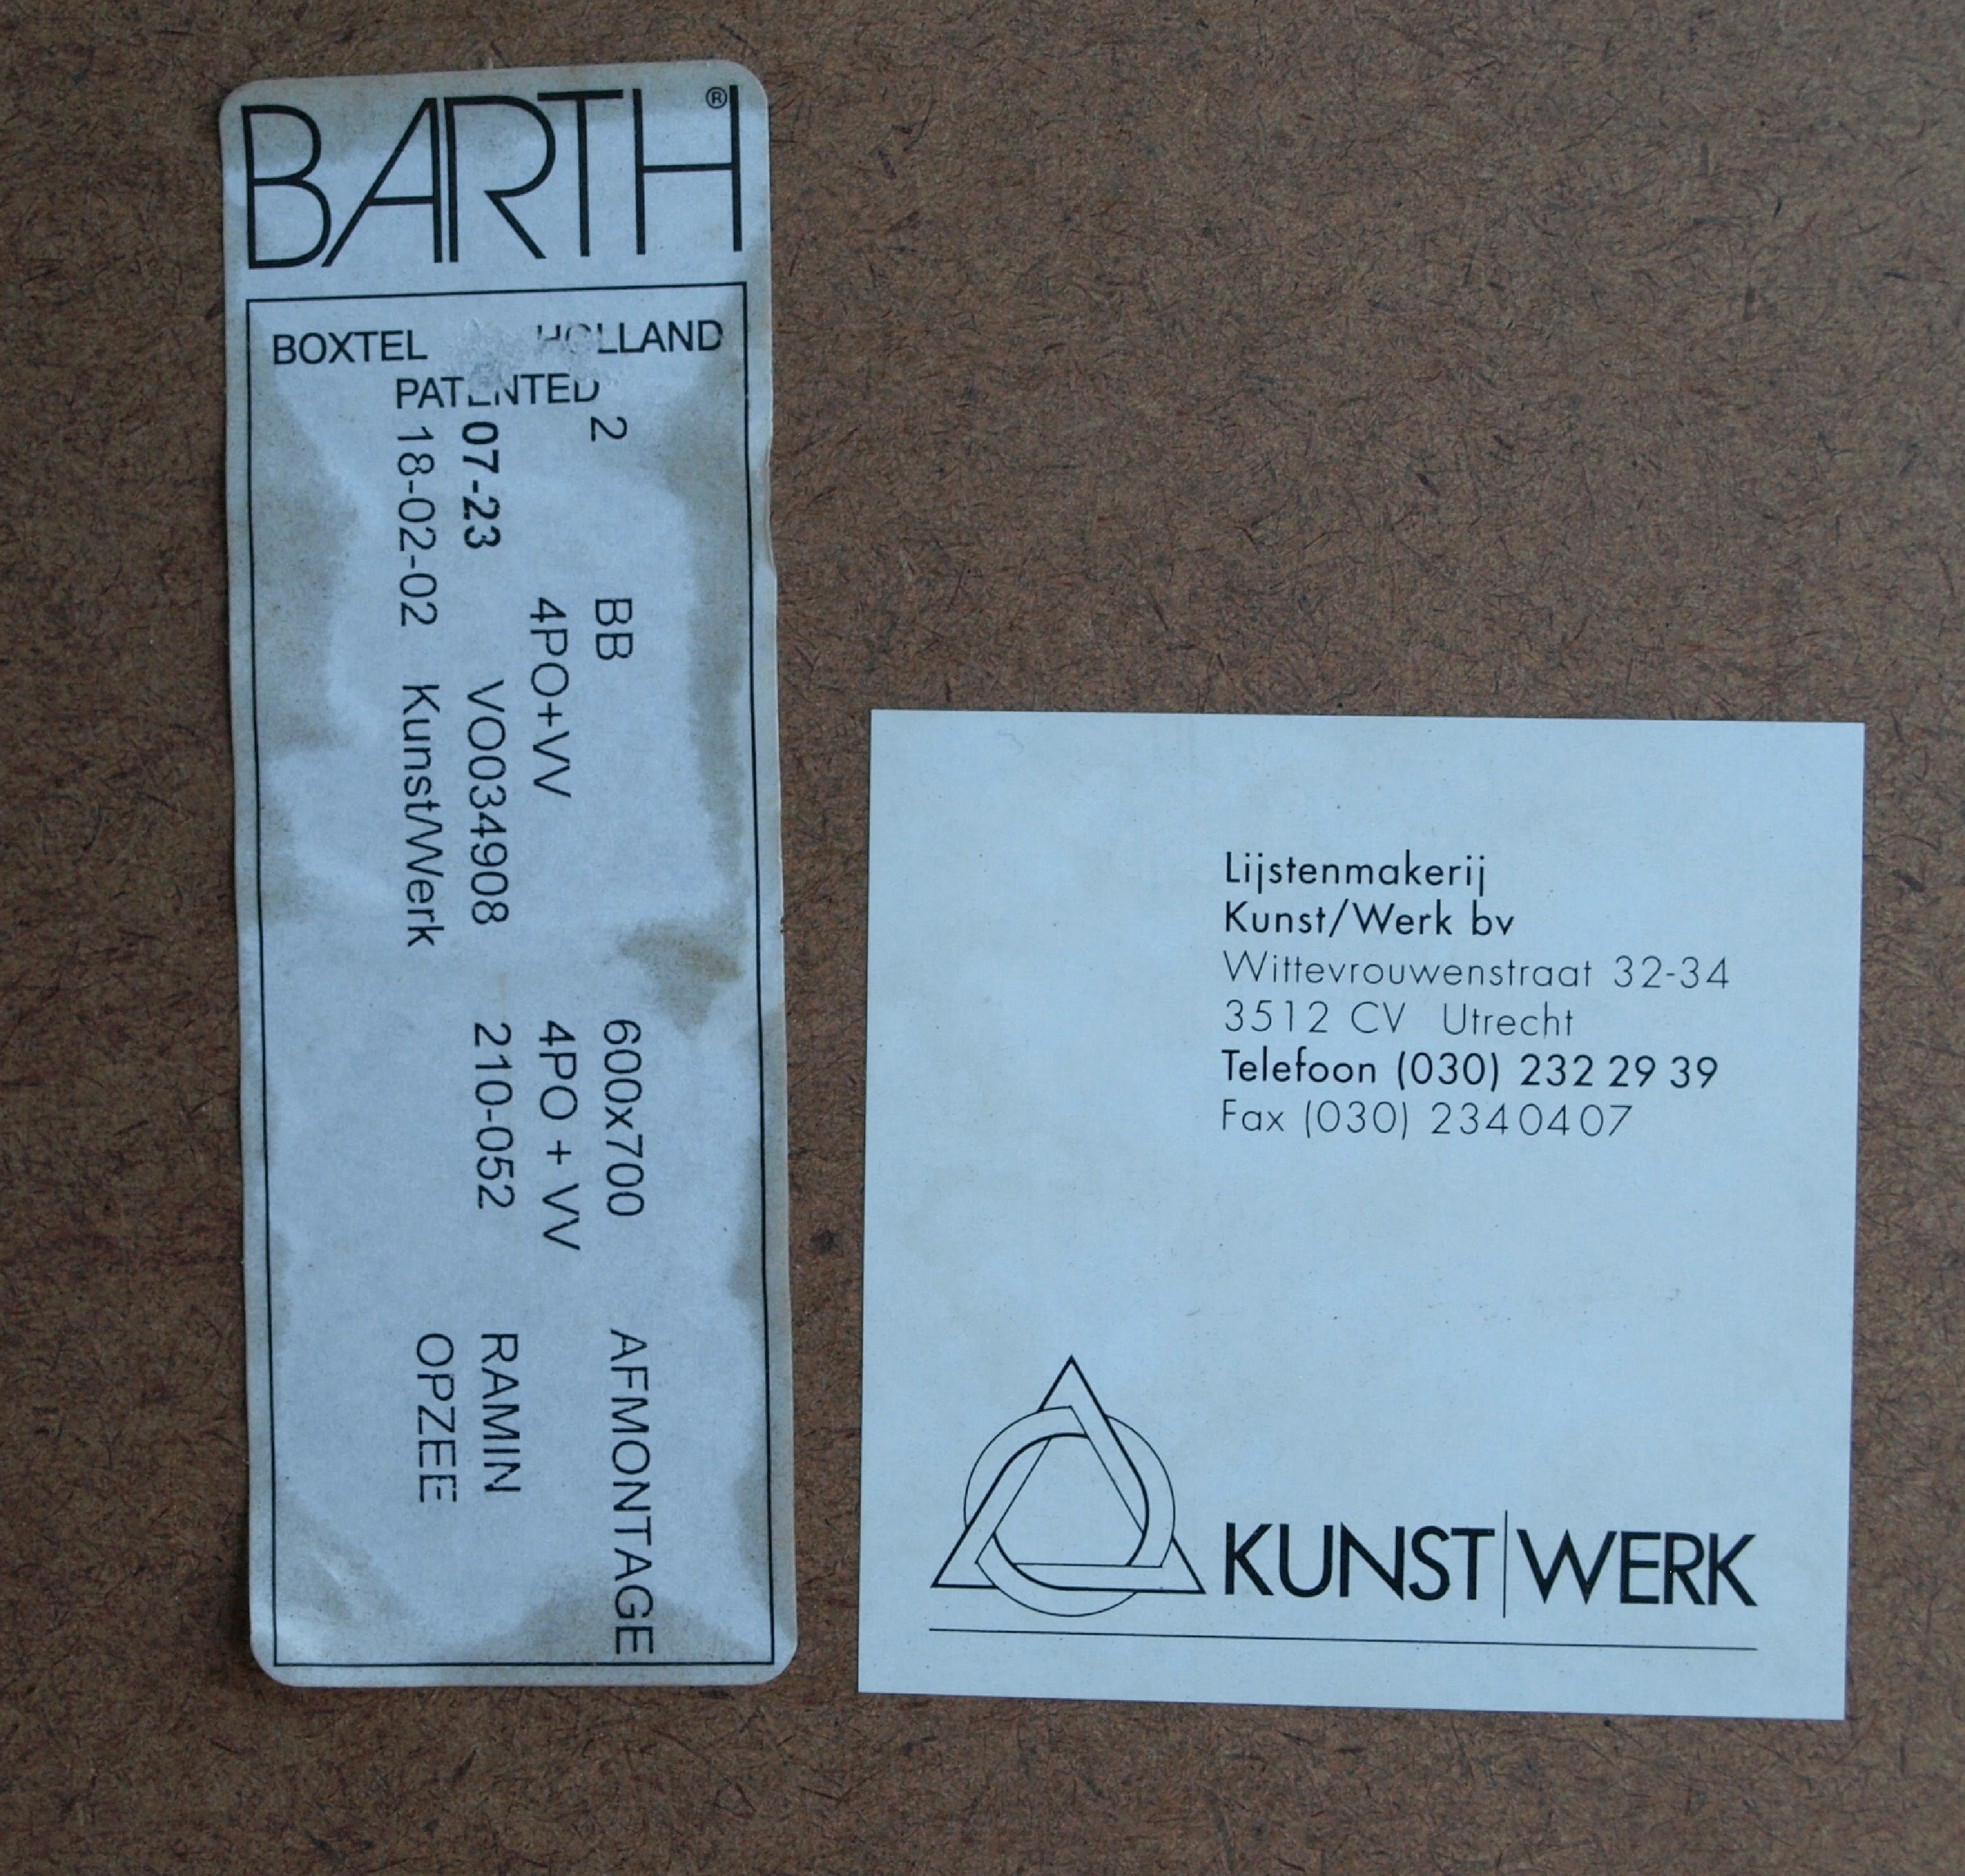 BARTH®
BOXTEL HOLLAND
PATENTED
2 BB 600x700 AFMONTAGE
4PO+VV 4PO + VV
07-23 VO034908 210-052 RAMIN
18-02-02 Kunst/Werk OPZEE
Lijstenmakerij
Kunst/Werk bv
Wittevrouwenstraat 32-34
3512 CV Utrecht
Telefoon (030) 232 29 39
Fax (030) 2340407
KUNST|WERK